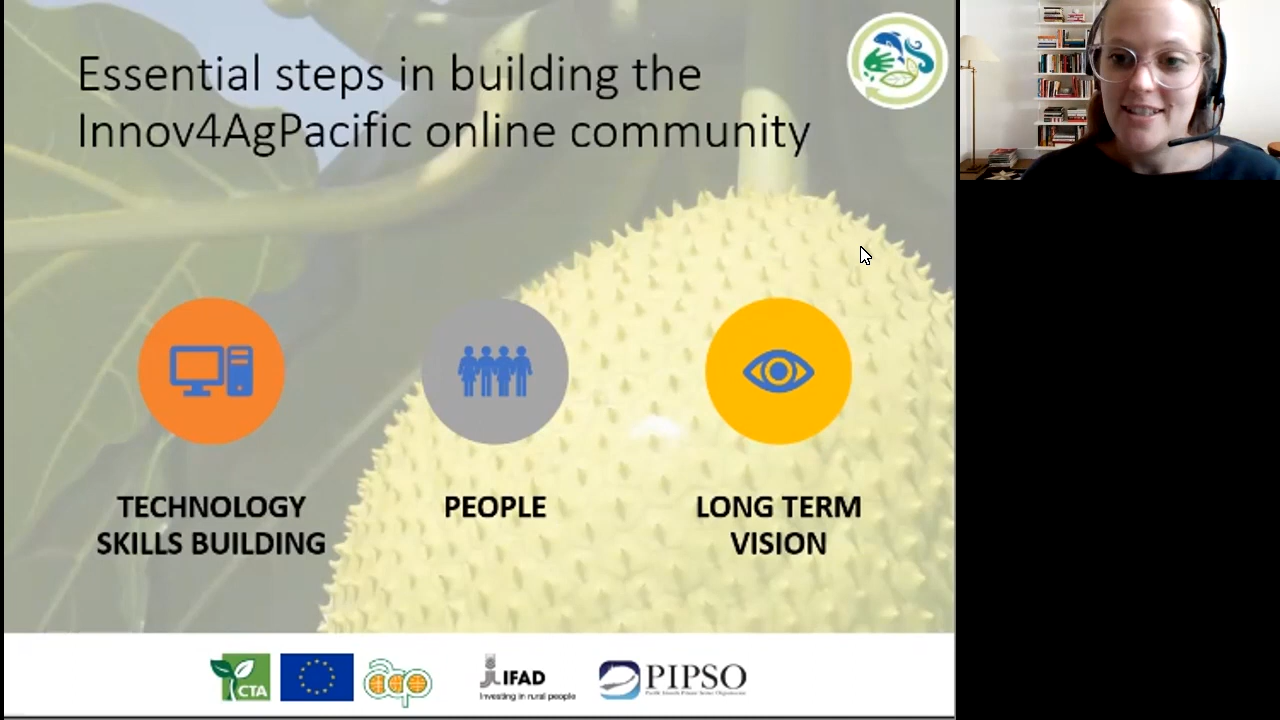 Essential steps in building the
Innov4AgPacific online community
TECHNOLOGY
SKILLS BUILDING
PEOPLE
LONG TERM
VISION
CTA
acp
IFAD
Investing in rural people
PIPSO